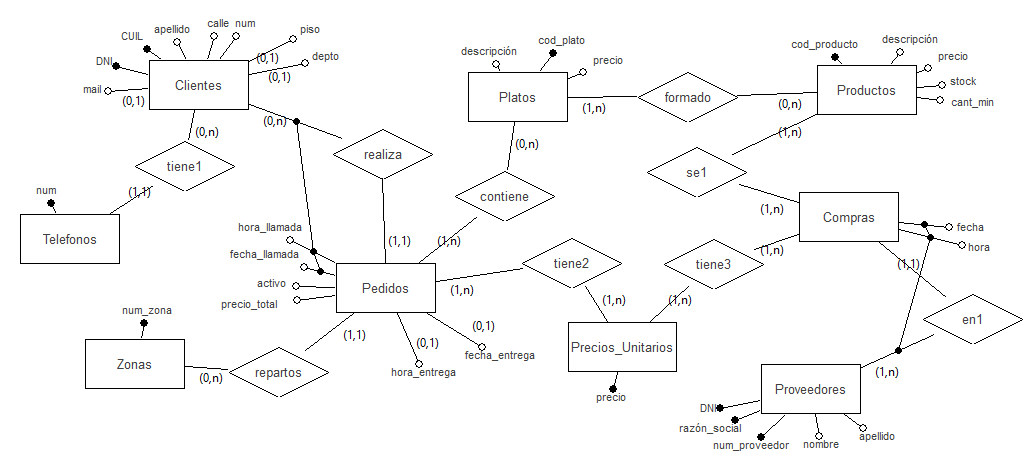 calle num
apellido
piso
CUIL
(0,1)
depto
DNI
Clientes
(0,1)
mail
(0,1)
(0,n)
(0,n)
realiza
tiene1
num
(1,1)
Telefonos
(1,1)
descripción
cod_plato
precio
Platos
(1,n)
formado
(0,n)
(0,n)
contiene
(1,n)
cod_producto
descripción
precio
stock
cant_min
Productos
(1,n)
se1
(1,n)
Compras
fecha
hora
(1,n)
(1,1)
hora_llamada
fecha_llamada
activo
precio_total
Pedidos
(1,n)
tiene2
(1,n)
tiene3
(1,n)
Precios_Unitarios
precio
en1
(1,n)
Proveedores
DNI
razón_social
num_proveedor
nombre
apellido
num_zona
Zonas
(0,n)
repartos
(1,1)
(0,1)
hora_entrega
(0,1)
fecha_entrega